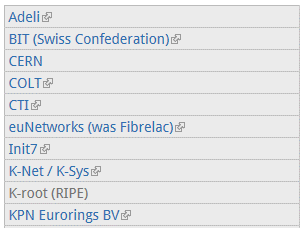 Adeli
BIT (Swiss Confederation)
CERN
COLT
CTI
euNetworks (was Fibrelac)
Init7
K-Net / K-Sys
K-root (RIPE)
KPN Eurorings BV